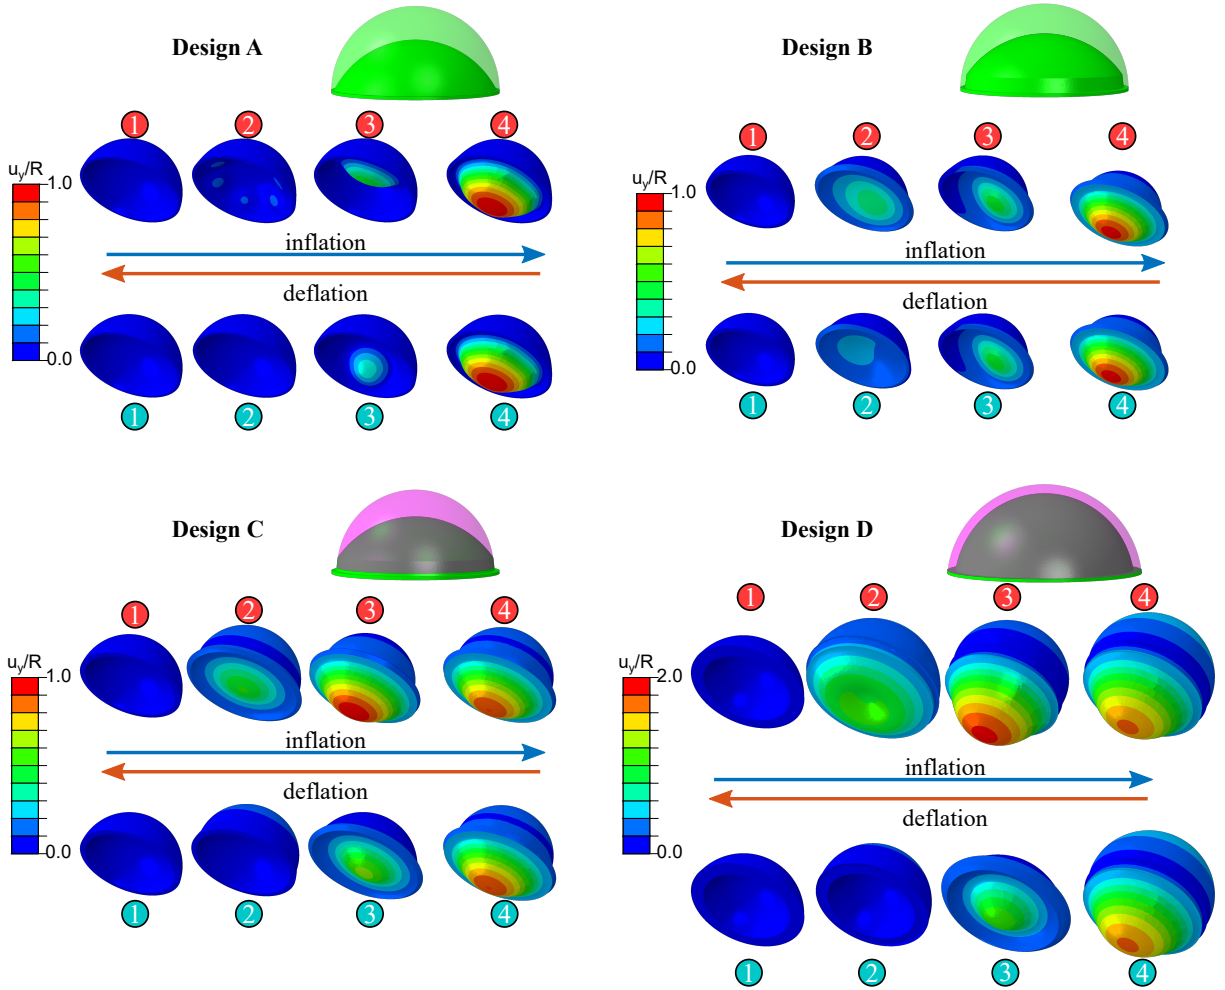 Design A
1 2 3 4
u_y/R
1.0
inflation
deflation
0.0
1 2 3 4
Design B
1 2 3 4
u_y/R
1.0
inflation
deflation
0.0
1 2 3 4
Design C
1 2 3 4
u_y/R
1.0
inflation
deflation
0.0
1 2 3 4
Design D
1 2 3 4
u_y/R
2.0
inflation
deflation
0.0
1 2 3 4